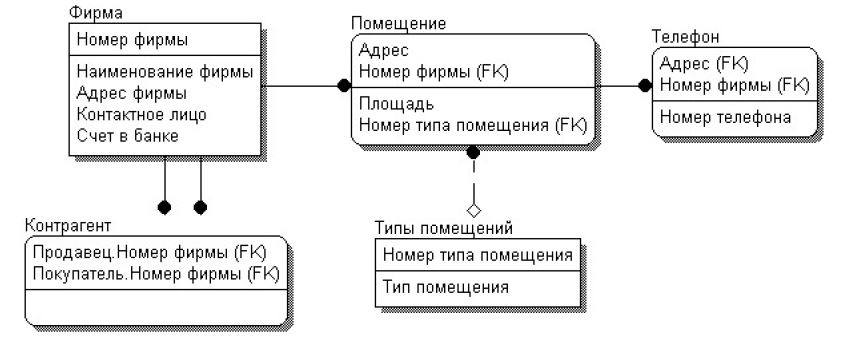 Фирма
Номер фирмы
Наименование фирмы
Адрес фирмы
Контактное лицо
Счет в банке
Помещение
Адрес
Номер фирмы (FK)
Площадь
Номер типа помещения (FK)
Телефон
Адрес (FK)
Номер фирмы (FK)
Номер телефона
Контрагент
Продавец.Номер фирмы (FK)
Покупатель.Номер фирмы (FK)
Типы помещений
Номер типа помещения
Тип помещения